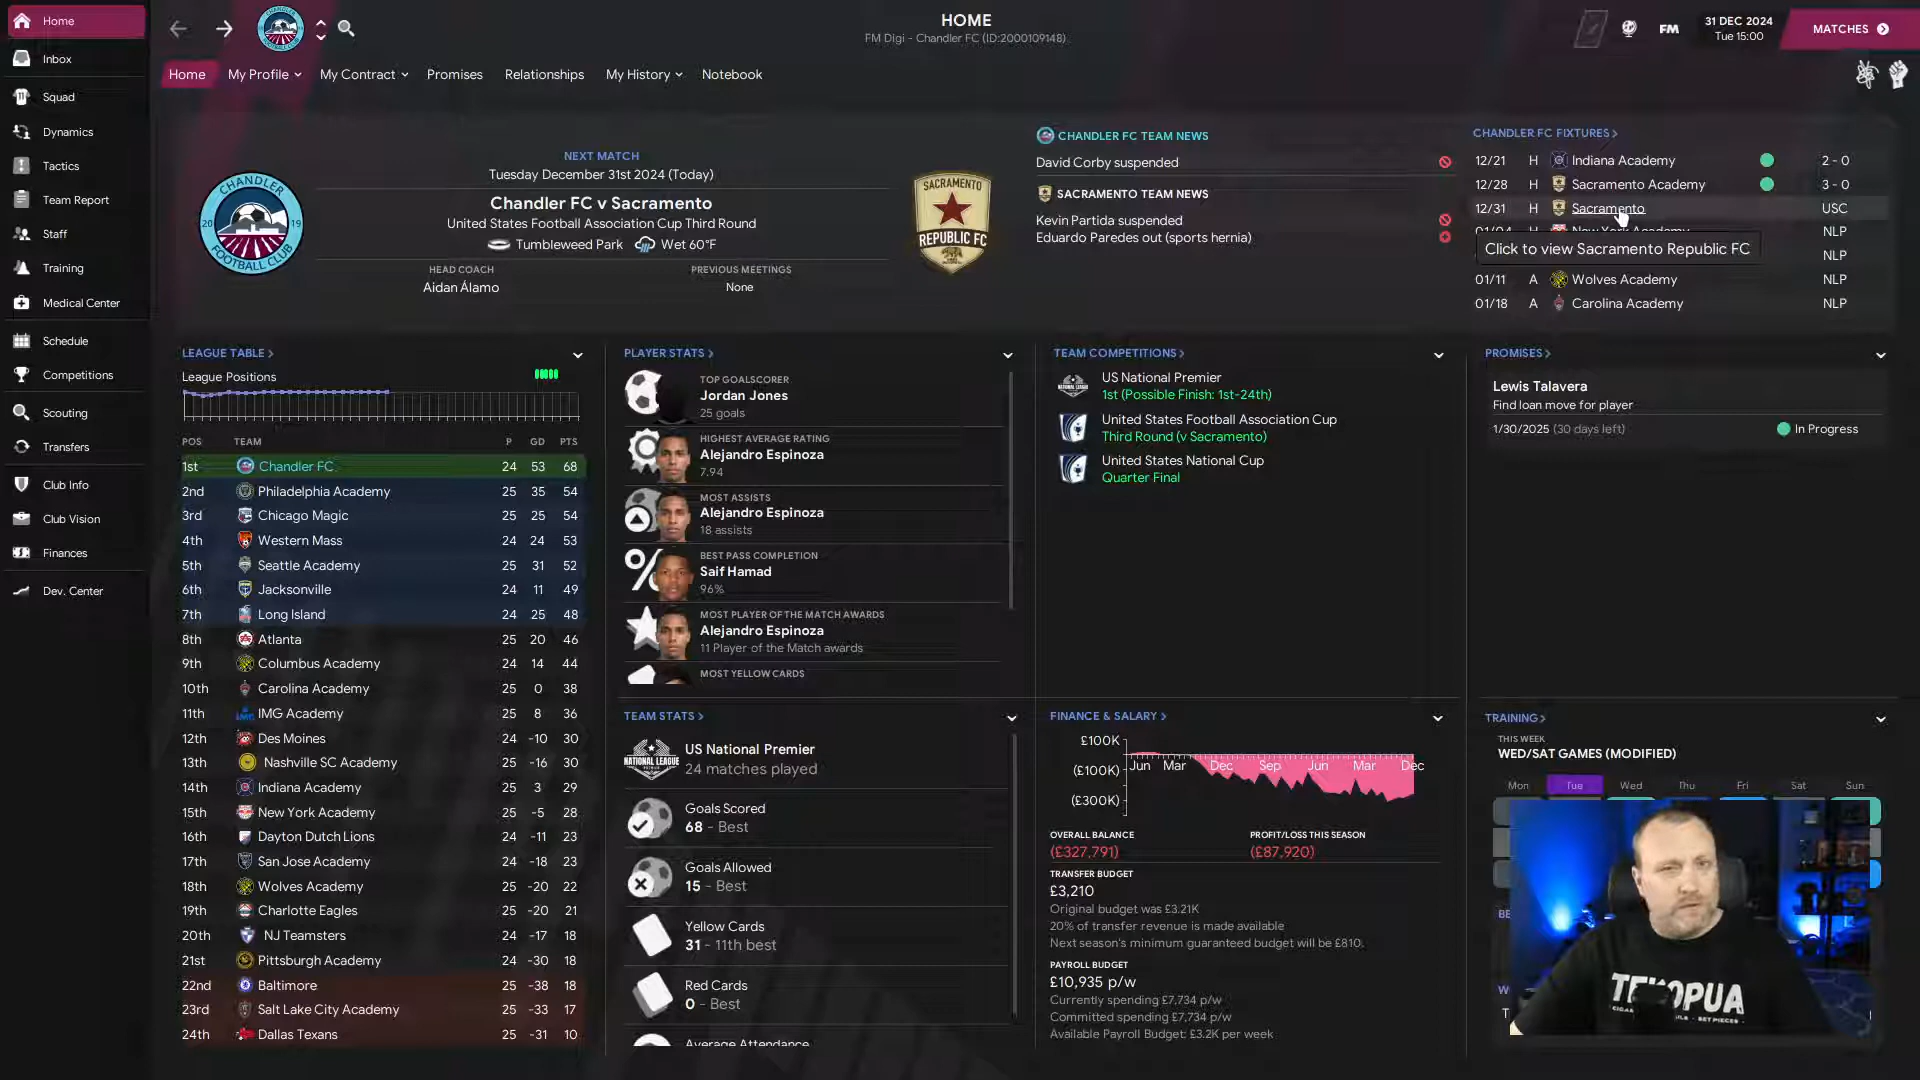 Home
Inbox
Squad
Dynamics
Tactics
Team Report
Staff
Training
Medical Center
Schedule
Competitions
Scouting
Transfers
Club Info
Club Vision
Finances
Dev. Center
HOME
FM Digi - Chandler FC (ID:2000109148)
FM
31 DEC 2024
Tue 15:00
MATCHES
Home
My Profile
My Contract
Promises
Relationships
My History
Notebook
CHANDLER
20 19
FOOTBALL CLUB
NEXT MATCH
Tuesday December 31st 2024 (Today)
Chandler FC v Sacramento
United States Football Association Cup Third Round
Tumbleweed Park Wet 60°F
HEAD COACH
Aidan Álamo
PREVIOUS MEETINGS
None
SACRAMENTO
REPUBLIC FC
CHANDLER FC TEAM NEWS
David Corby suspended
SACRAMENTO TEAM NEWS
Kevin Partida suspended
Eduardo Paredes out (sports hernia)
CHANDLER FC FIXTURES
12/21 H Indiana Academy 2 - 0
12/28 H Sacramento Academy 3 - 0
12/31 H Sacramento USC
01/04 H New York Academy NLP
Click to view Sacramento Republic FC
NLP
01/11 A Wolves Academy NLP
01/18 A Carolina Academy NLP
LEAGUE TABLE
League Positions
POS TEAM P GD PTS
1st Chandler FC 24 53 68
2nd Philadelphia Academy 25 35 54
3rd Chicago Magic 25 25 54
4th Western Mass 24 24 53
5th Seattle Academy 25 31 52
6th Jacksonville 24 11 49
7th Long Island 24 25 48
8th Atlanta 25 20 46
9th Columbus Academy 24 14 44
10th Carolina Academy 25 0 38
11th IMG Academy 25 8 36
12th Des Moines 24 -10 30
13th Nashville SC Academy 25 -16 30
14th Indiana Academy 25 3 29
15th New York Academy 25 -5 28
16th Dayton Dutch Lions 24 -11 23
17th San Jose Academy 24 -18 23
18th Wolves Academy 25 -20 22
19th Charlotte Eagles 25 -20 21
20th NJ Teamsters 24 -17 18
21st Pittsburgh Academy 24 -30 18
22nd Baltimore 25 -38 18
23rd Salt Lake City Academy 25 -33 17
24th Dallas Texans 25 -31 10
PLAYER STATS
TOP GOALSCORER
Jordan Jones
25 goals
HIGHEST AVERAGE RATING
Alejandro Espinoza
7.94
MOST ASSISTS
Alejandro Espinoza
18 assists
BEST PASS COMPLETION
Saif Hamad
96%
MOST PLAYER OF THE MATCH AWARDS
Alejandro Espinoza
11 Player of the Match awards
MOST YELLOW CARDS
TEAM STATS
NATIONAL LEAGUE
US National Premier
24 matches played
Goals Scored
68 - Best
Goals Allowed
15 - Best
Yellow Cards
31 - 11th best
Red Cards
0 - Best
Average Attendance
TEAM COMPETITIONS
US National Premier
1st (Possible Finish: 1st-24th)
United States Football Association Cup
Third Round (v Sacramento)
United States National Cup
Quarter Final
FINANCE & SALARY
£100K
(£100K)
(£300K)
Jun Mar Dec Sep Jun Mar Dec
OVERALL BALANCE
(£327,791)
PROFIT/LOSS THIS SEASON
(£87,920)
TRANSFER BUDGET
£3,210
Original budget was £3.21K
20% of transfer revenue is made available
Next season's minimum guaranteed budget will be £810.
PAYROLL BUDGET
£10,935 p/w
Currently spending £7,734 p/w
Committed spending £7,734 p/w
Available Payroll Budget: £3.2K per week
PROMISES
Lewis Talavera
Find loan move for player
1/30/2025 (30 days left) In Progress
TRAINING
THIS WEEK
WED/SAT GAMES (MODIFIED)
Mon Tue Wed Thu Fri Sat Sun